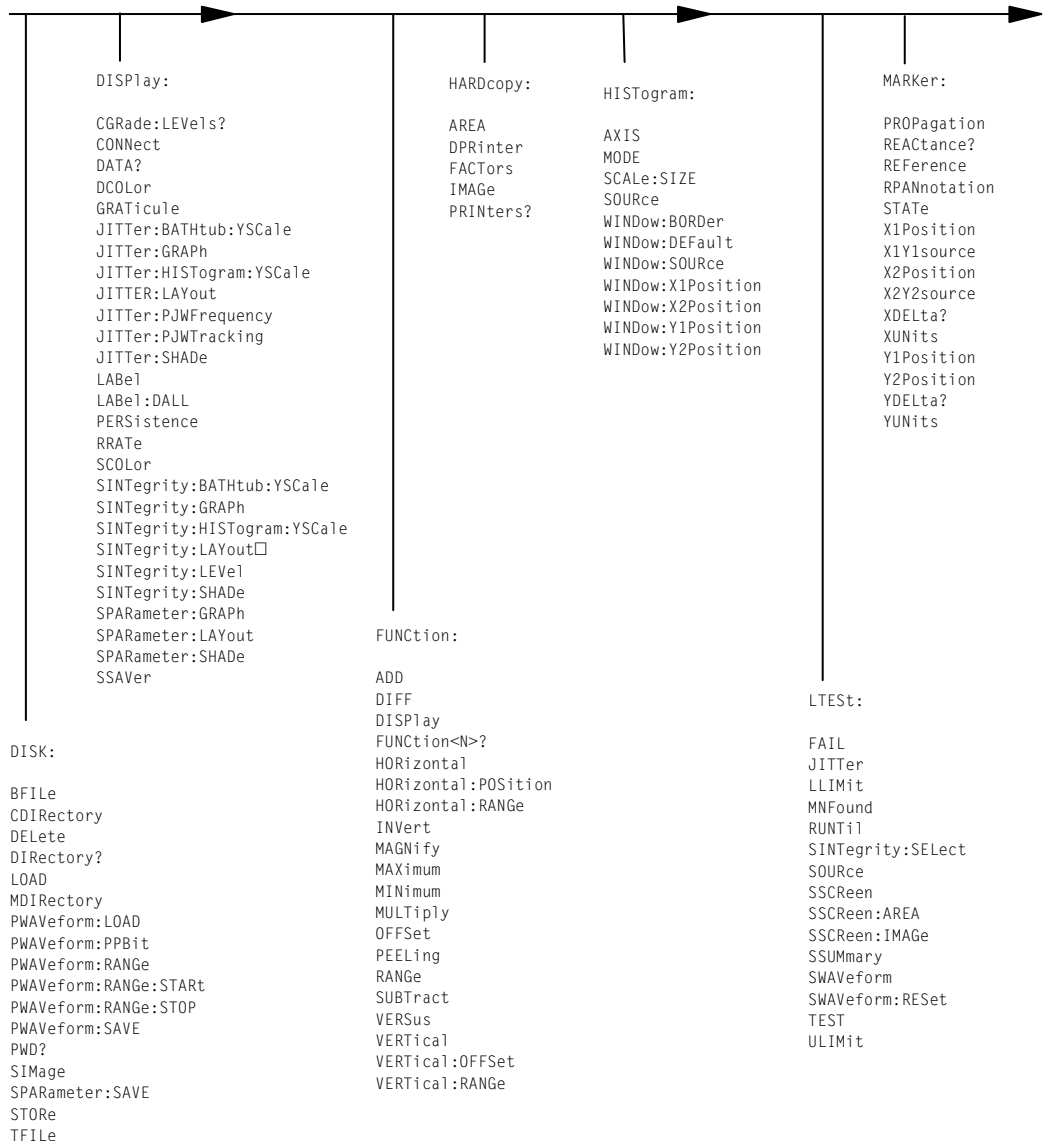 DISPlay:
CGRade:LEVels?
CONNect
DATA?
DCOLor
GRATicule
JITTer:BATHtub:YSCale
JITTer:GRAPh
JITTer:HISTogram:YSCale
JITTER:LAYout
JITTer:PJWFrequency
JITTer:PJWTracking
JITTer:SHADe
LABel
LABel:DALL
PERSistence
RRATe
SCOLor
SINTegrity:BATHtub:YSCale
SINTegrity:GRAPh
SINTegrity:HISTogram:YSCale
SINTegrity:LAYout□
SINTegrity:LEVel
SINTegrity:SHADe
SPARameter:GRAPh
SPARameter:LAYout
SPARameter:SHADe
SSAVer
HARDcopy:
AREA
DPRinter
FACTors
IMAGe
PRINters?
HISTogram:
AXIS
MODE
SCALe:SIZE
SOURce
WINDow:BORDer
WINDow:DEFault
WINDow:SOURce
WINDow:X1Position
WINDow:X2Position
WINDow:Y1Position
WINDow:Y2Position
MARKer:
PROPagation
REACtance?
REFerence
RPANnotation
STATe
X1Position
X1Y1source
X2Position
X2Y2source
XDELta?
XUNits
Y1Position
Y2Position
YDELta?
YUNits
DISK:
BFILe
CDIRectory
DELete
DIRectory?
LOAD
MDIRectory
PWAVeform:LOAD
PWAVeform:PPBit
PWAVeform:RANGe
PWAVeform:RANGe:STARt
PWAVeform:RANGe:STOP
PWAVeform:SAVE
PWD?
SIMage
SPARameter:SAVE
STORe
TFILe
FUNCtion:
ADD
DIFF
DISPlay
FUNCtion<N>?
HORizontal
HORizontal:POSition
HORizontal:RANGe
INVert
MAGNify
MAXimum
MINimum
MULTiply
OFFSet
PEELing
RANGe
SUBTract
VERSus
VERTical
VERTical:OFFSet
VERTical:RANGe
LTESt:
FAIL
JITTer
LLIMit
MNFound
RUNTil
SINTegrity:SELect
SOURce
SSCReen
SSCReen:AREA
SSCReen:IMAGe
SSUMmary
SWAVeform
SWAVeform:RESet
TEST
ULIMit